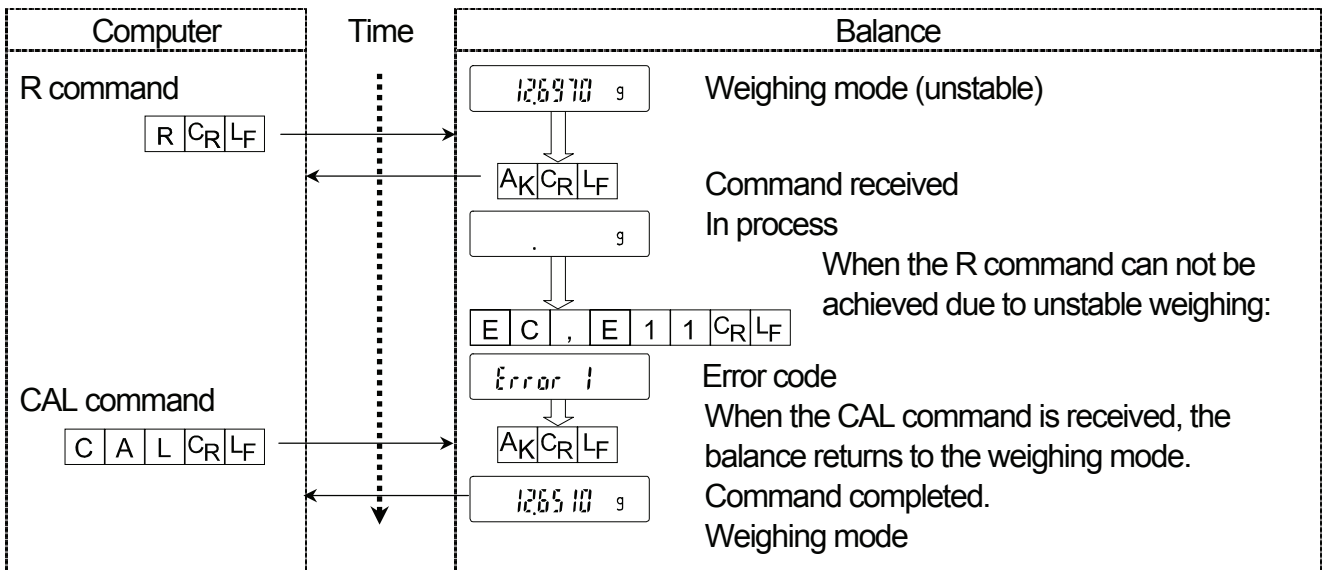 Computer Time Balance
R command
12.6970 g Weighing mode (unstable)
R CR LF
AK CR LF Command received
. g In process
When the R command can not be
achieved due to unstable weighing:
E C , E 1 1 CR LF
Error 1 Error code
CAL command
When the CAL command is received, the
C A L CR LF AK CR LF balance returns to the weighing mode.
12.6510 g Command completed.
Weighing mode